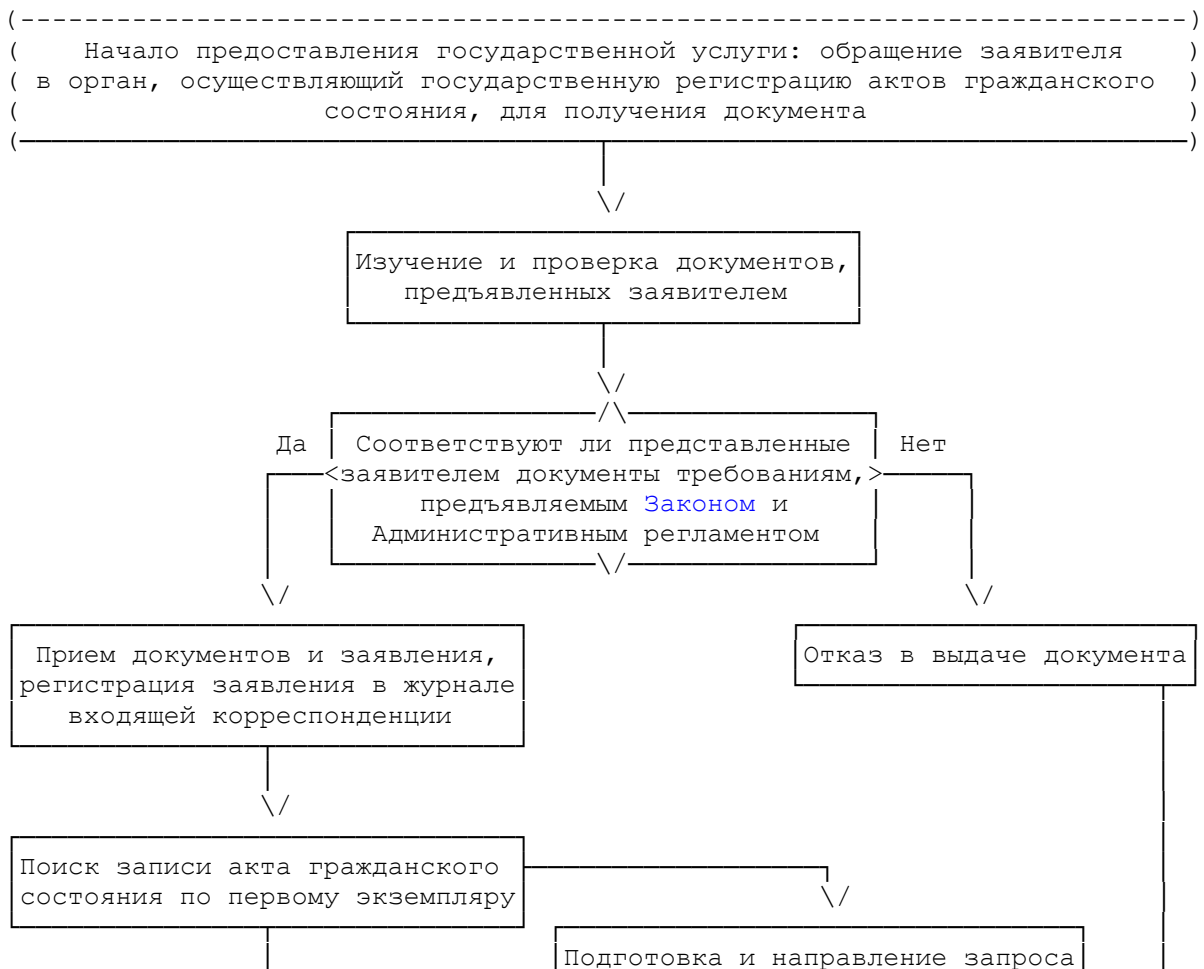 Начало предоставления государственной услуги: обращение заявителя
в орган, осуществляющий государственную регистрацию актов гражданского
состояния, для получения документа
Изучение и проверка документов,
предъявленных заявителем
Да
Соответствуют ли представленные
Нет
заявителем документы требованиям,
предъявляемым Законом и
Административным регламентом
Прием документов и заявления,
регистрация заявления в журнале
входящей корреспонденции
Отказ в выдаче документа
Поиск записи акта гражданского
состояния по первому экземпляру
Подготовка и направление запроса